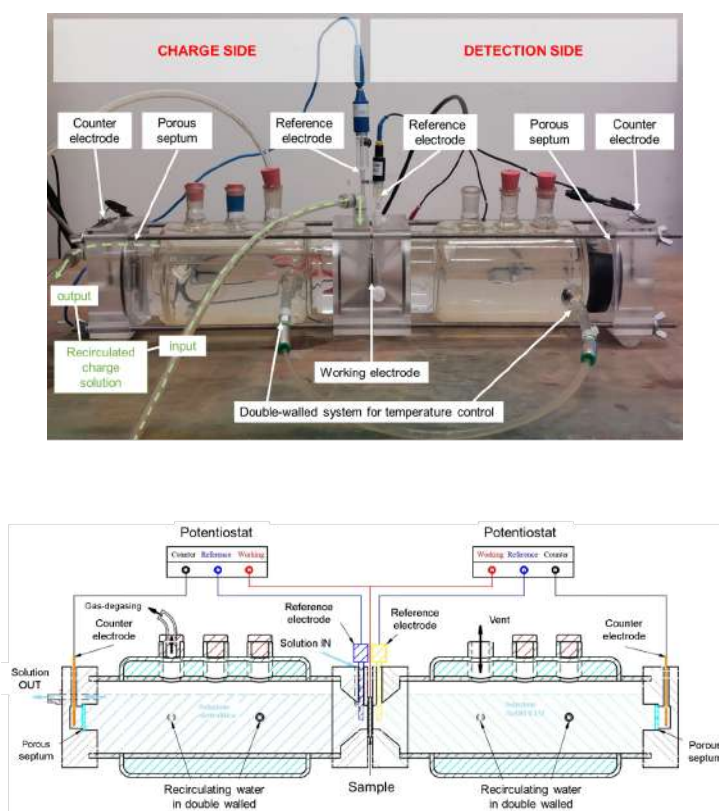 CHARGE SIDE
DETECTION SIDE
Counter
electrode
Porous
septum
Reference
electrode
Reference
electrode
Porous
septum
Counter
electrode
output
input
Recirculated
charge
solution
Working electrode
Double-walled system for temperature control
Potentiostat
Potentiostat
Counter Reference Working
Working Reference Counter
Gas-degasing
Counter
electrode
Reference
electrode
Solution IN
Reference
electrode
Vent
Counter
electrode
Solution
OUT
Porous
septum
Porous
septum
Recirculating water
in double walled
Sample
Recirculating water
in double walled